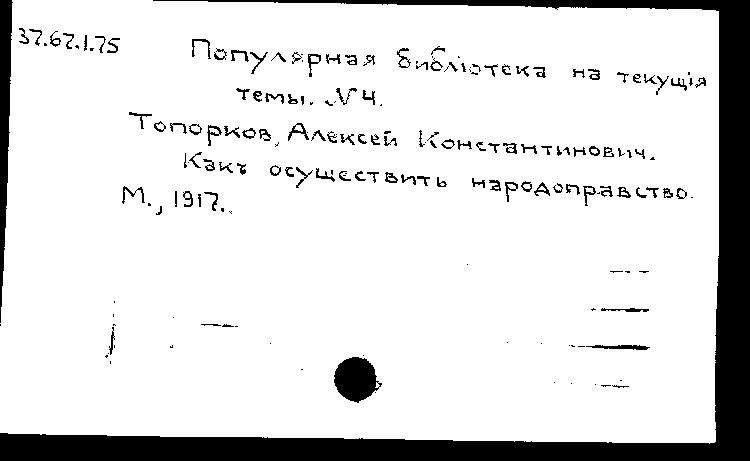 37.67.1.75
Популярная библіотека на текущія
темы. №4.
Топорков, Алексей Константинович.
Какъ осуществить народоправство.
М., 1917.